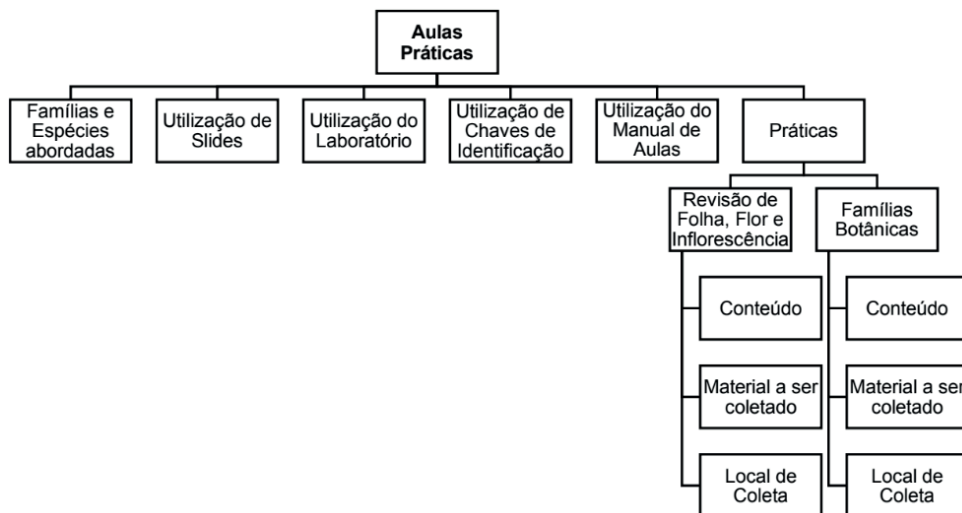 Aulas
Práticas
Famílias e
Espécies
abordadas
Utilização de
Slides
Utilização do
Laboratório
Utilização de
Chaves de
Identificação
Utilização do
Manual de
Aulas
Práticas
Revisão de
Folha, Flor e
Inflorescência
Famílias
Botânicas
Conteúdo
Material a ser
coletado
Local de
Coleta
Conteúdo
Material a ser
coletado
Local de
Coleta